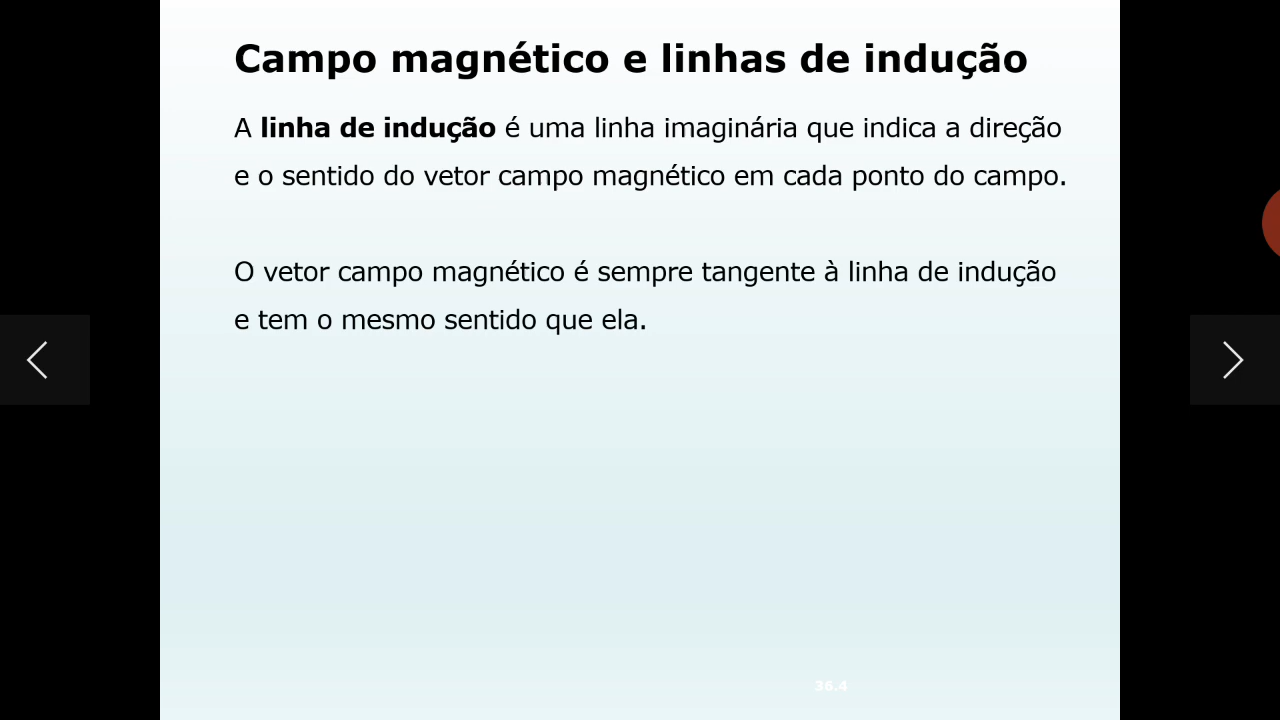 Campo magnético e linhas de indução
A linha de indução é uma linha imaginária que indica a direção
e o sentido do vetor campo magnético em cada ponto do campo.
O vetor campo magnético é sempre tangente à linha de indução
e tem o mesmo sentido que ela.
36.4